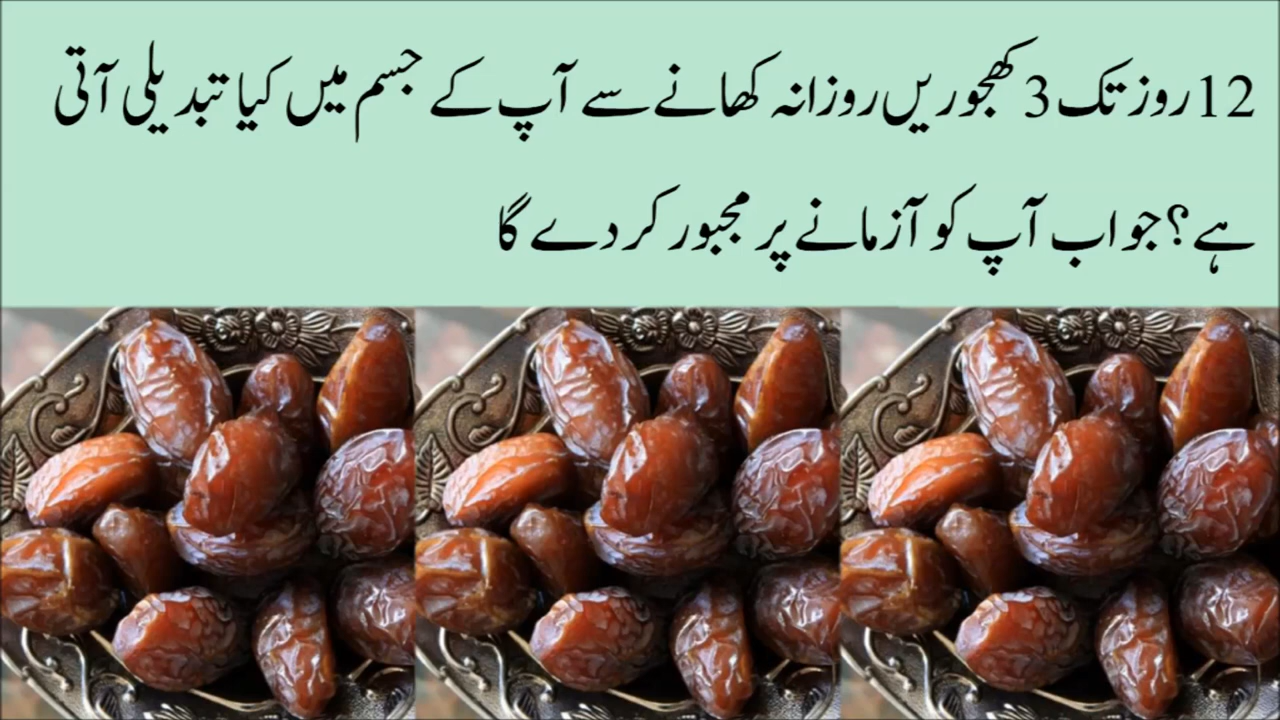 12 روز تک 3 کھجوریں روزانہ کھانے سے آپ کے جسم میں کیا تبدیلی آتی
ہے؟ جواب آپ کو آزمانے پر مجبور کر دے گا